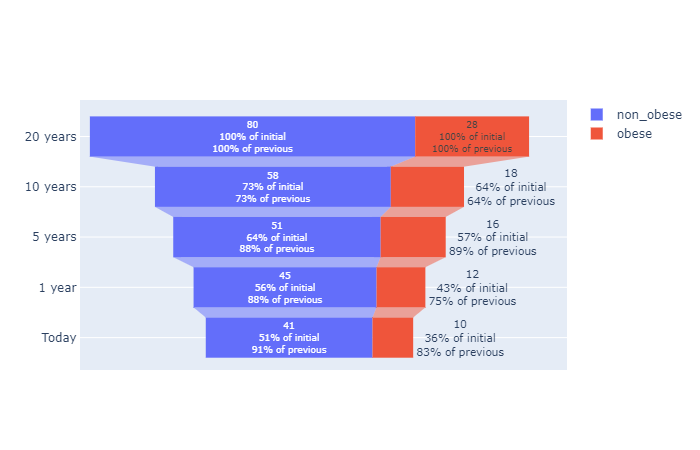 non_obese
obese
20 years
80
100% of initial
100% of previous
28
100% of initial
100% of previous
10 years
58
73% of initial
73% of previous
18
64% of initial
64% of previous
5 years
51
64% of initial
88% of previous
16
57% of initial
89% of previous
1 year
45
56% of initial
88% of previous
12
43% of initial
75% of previous
Today
41
51% of initial
91% of previous
10
36% of initial
83% of previous